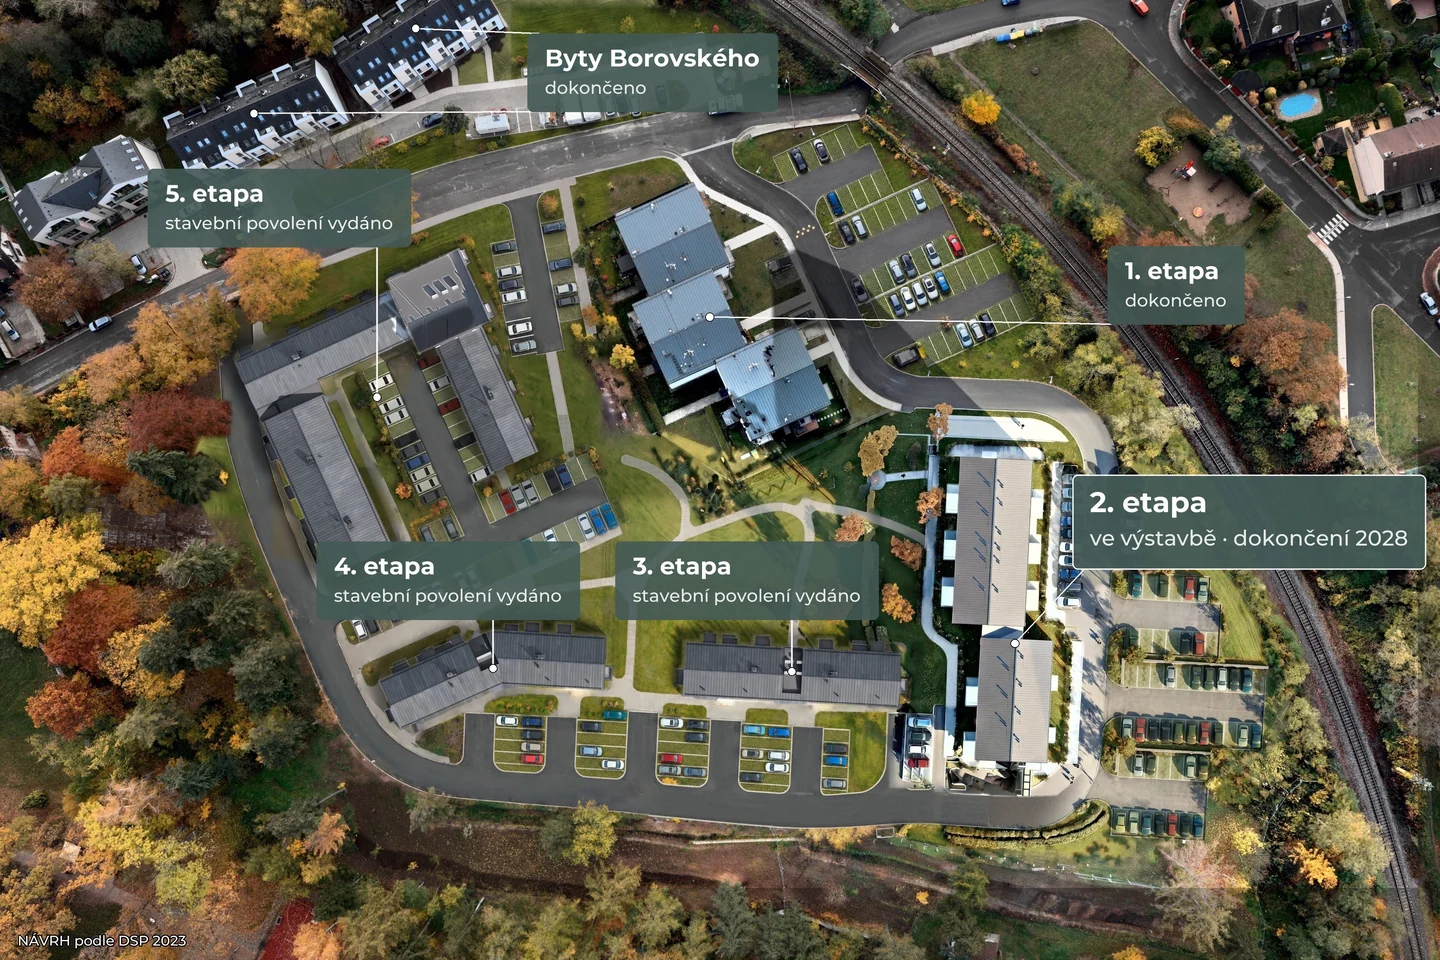 Byty Borovského
dokončeno
5. etapa
stavební povolení vydáno
1. etapa
dokončeno
2. etapa
ve výstavbě · dokončení 2028
4. etapa
stavební povolení vydáno
3. etapa
stavební povolení vydáno
NÁVRH podle DSP 2023